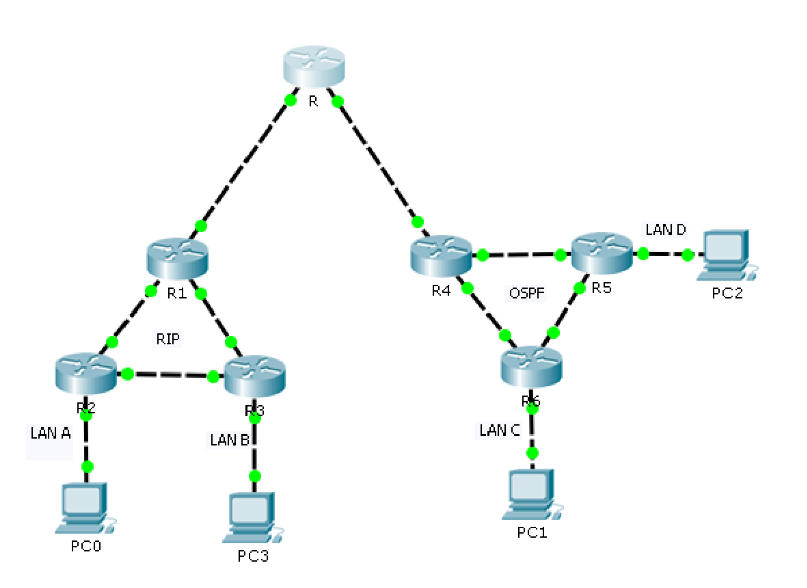 R
R1
RIP
R2
R3
LAN A
LAN B
PC0
PC3
R4
OSPF
R5
LAN D
PC2
R6
LAN C
PC1